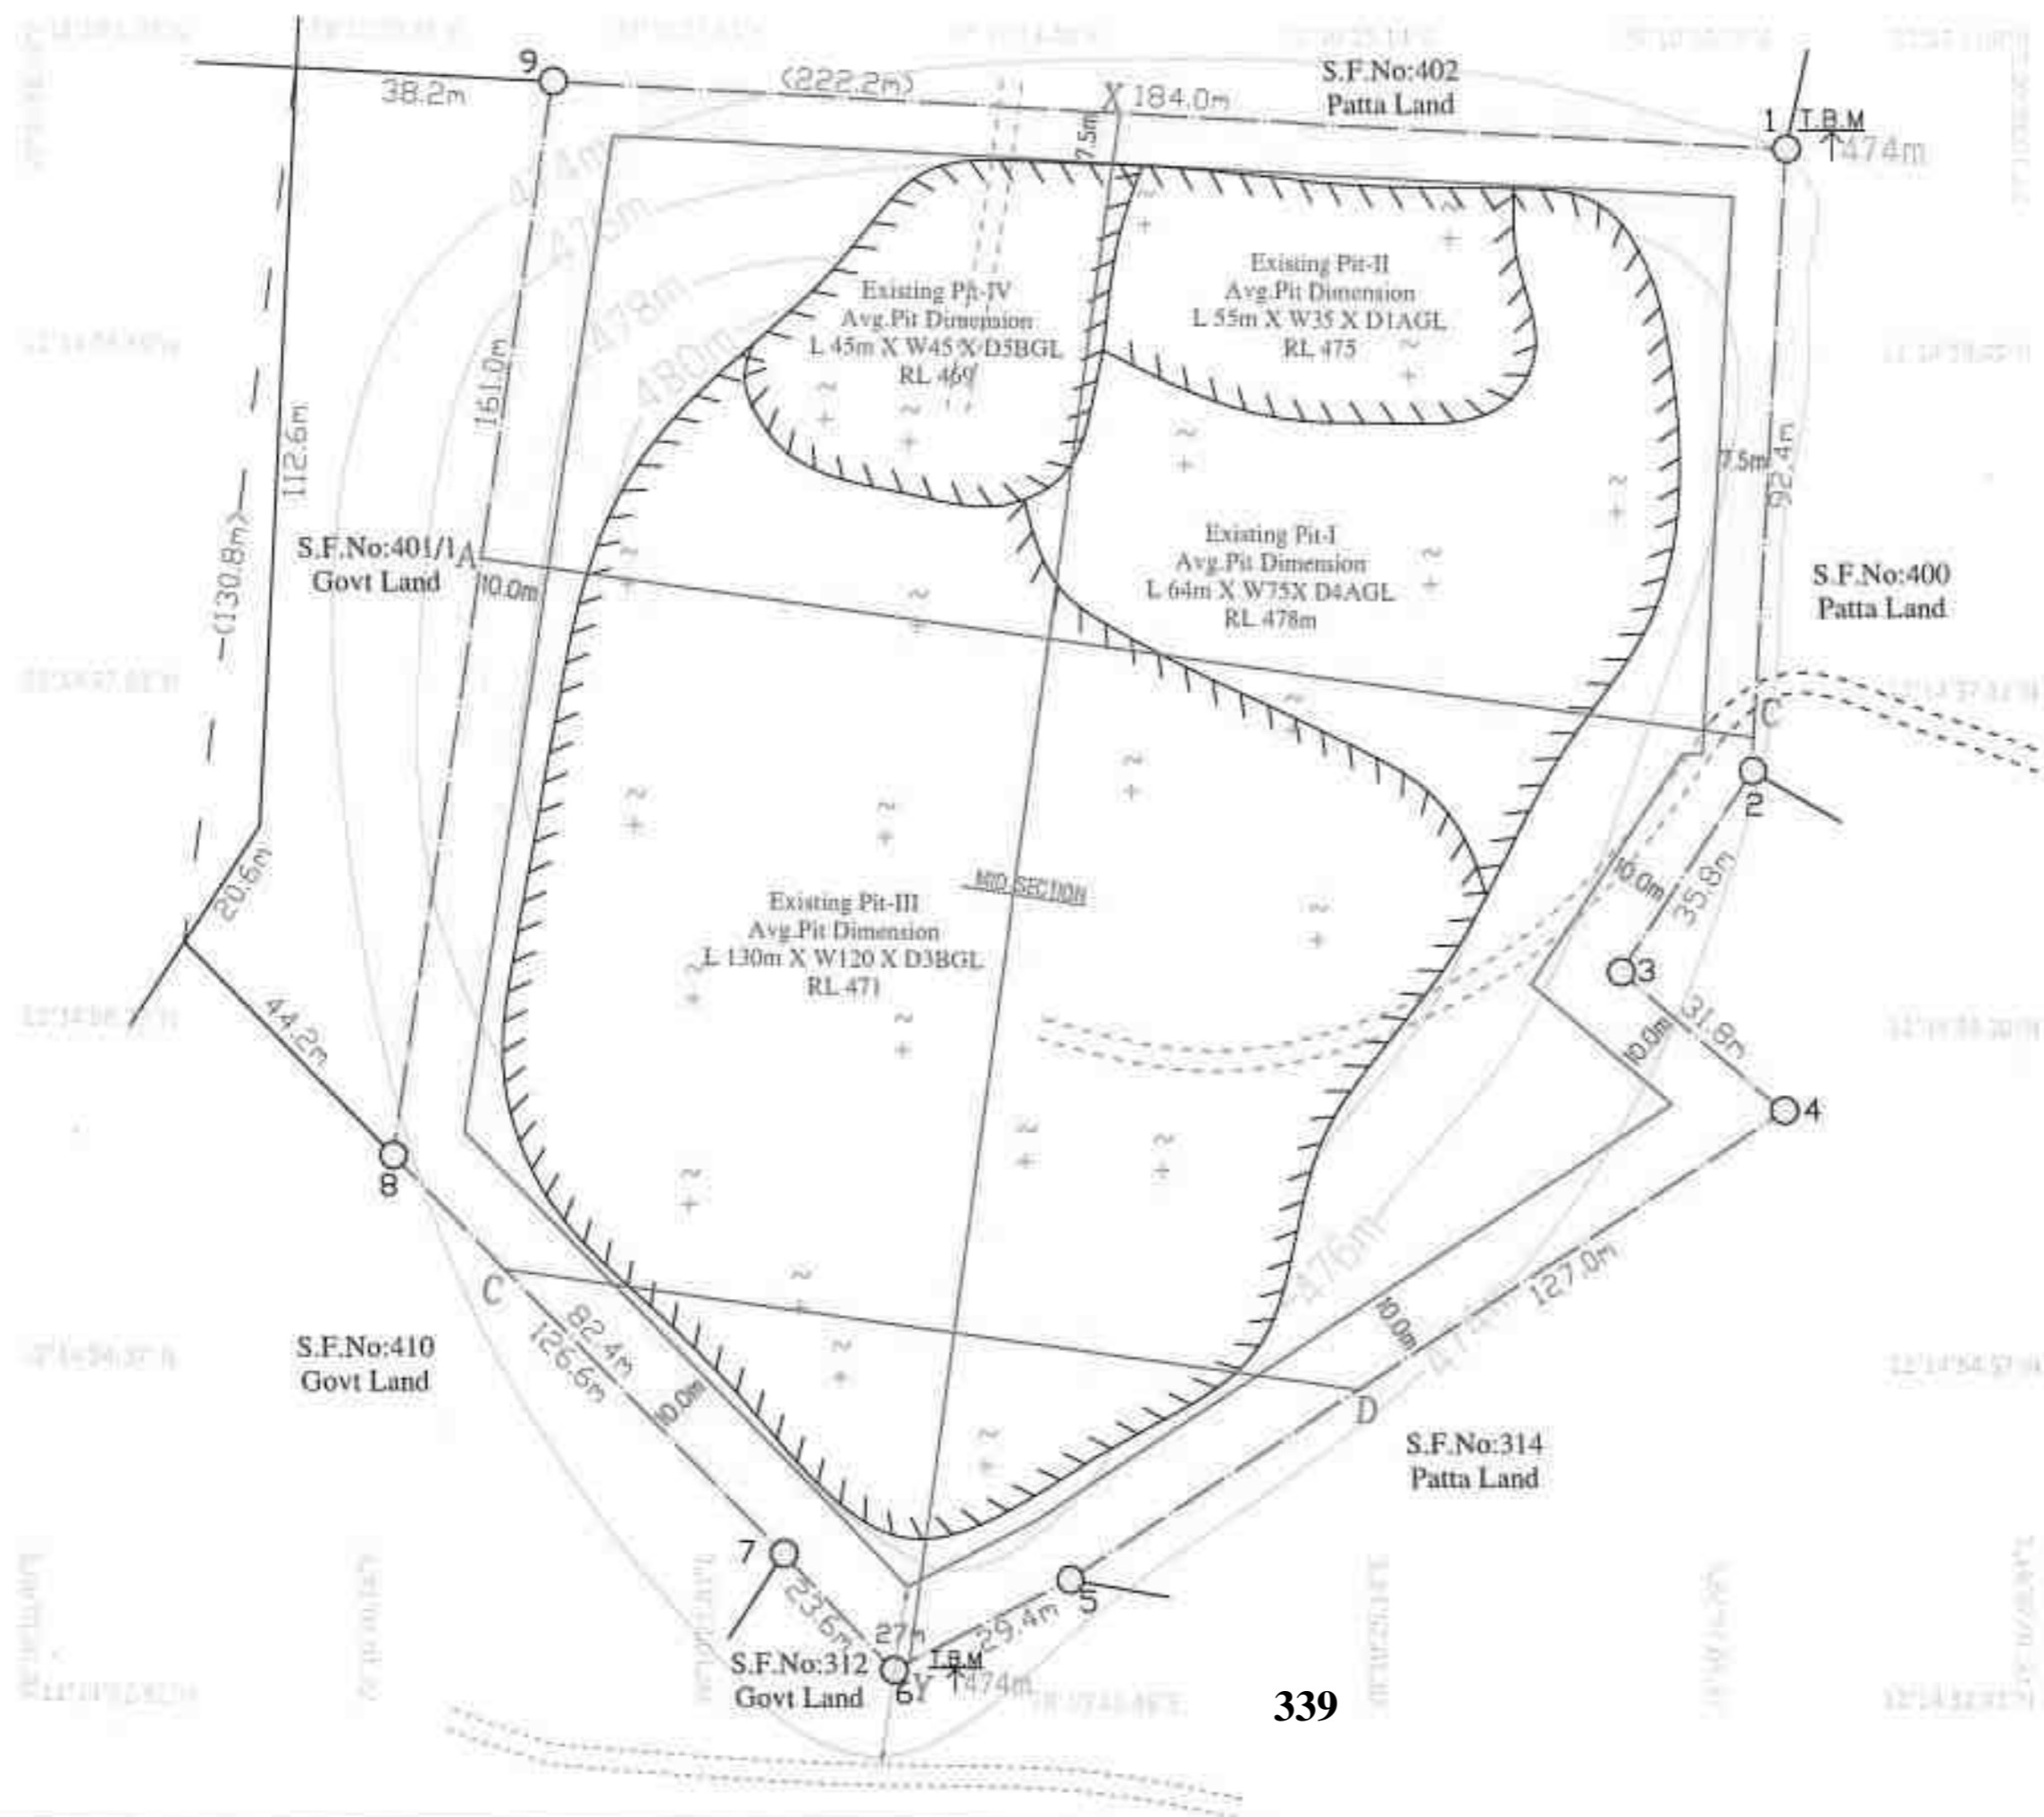 9
38.2m
(222.2m)
X
184.0m
S.F.No:402
Patta Land
1
T.B.M
474m
7.5m
474m
476m
478m
480m
Existing Pit-IV
Avg.Pit Dimension
L 45m X W45 X D5BGL
RL 469
Existing Pit-II
Avg.Pit Dimension
L 55m X W35 X D1AGL
RL 475
161.0m
112.6m
(130.8m)
7.5m
92.4m
S.F.No:401/1
Govt Land
A
10.0m
Existing Pit-I
Avg.Pit Dimension
L 64m X W75X D4AGL
RL 478m
S.F.No:400
Patta Land
C
2
20.6m
MID SECTION
10.0m
35.8m
Existing Pit-III
Avg.Pit Dimension
L 130m X W120 X D3BGL
RL 471
3
44.2m
10.0m
31.8m
4
8
C
476m
127.0m
82.4m
126.6m
10.0m
10.0m
474m
S.F.No:410
Govt Land
D
S.F.No:314
Patta Land
7
23.6m
5
29.4m
27m
S.F.No:312
Govt Land
T.B.M
474m
6
Y
339